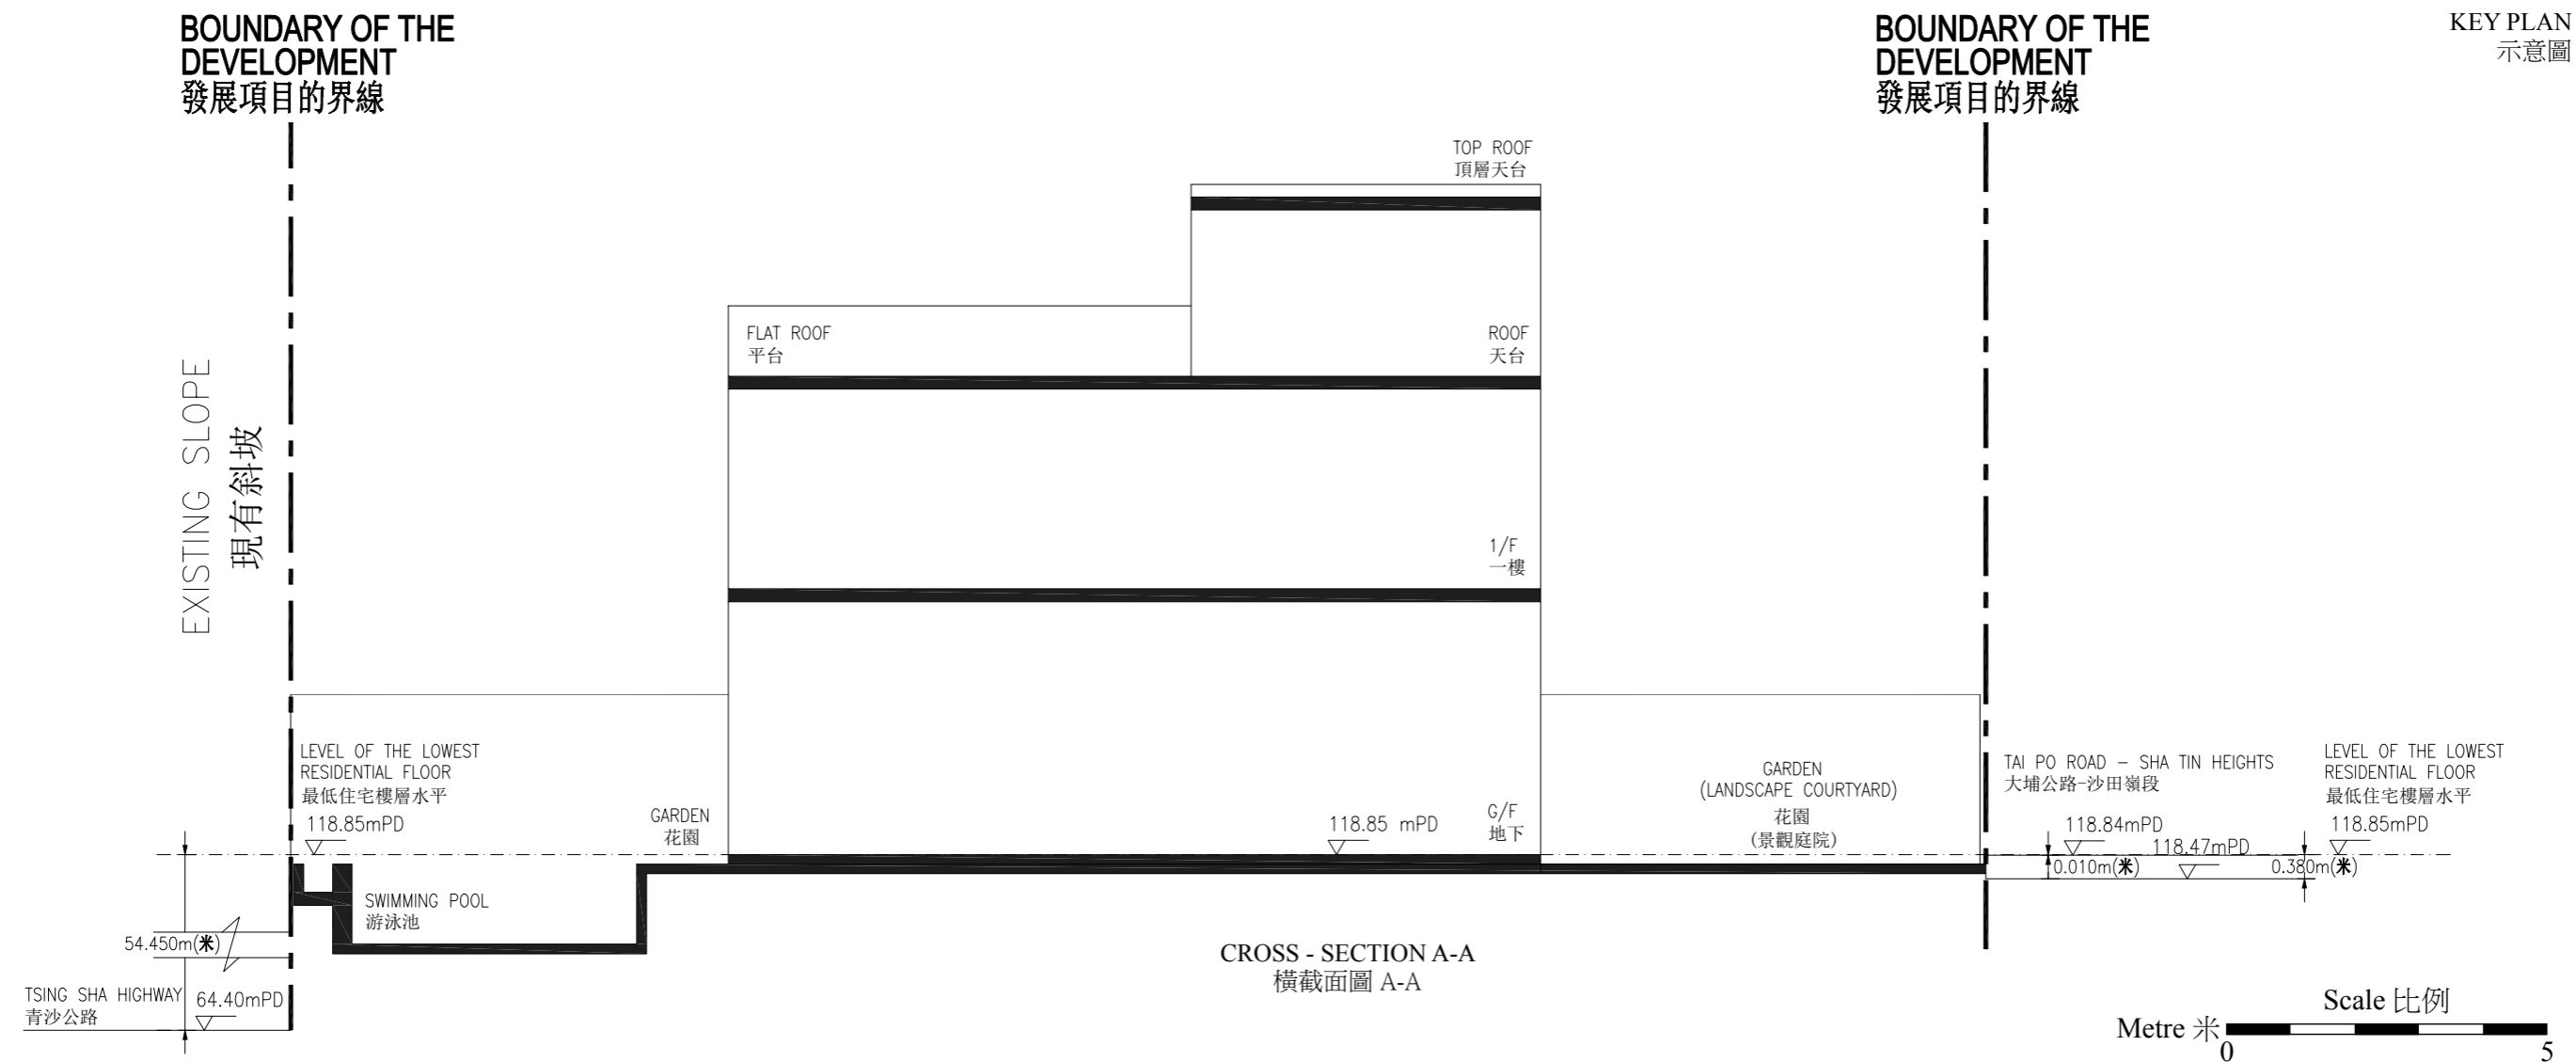 BOUNDARY OF THE
DEVELOPMENT
發展項目的界線
BOUNDARY OF THE
DEVELOPMENT
發展項目的界線
KEY PLAN
示意圖
TOP ROOF
頂層天台
FLAT ROOF
平台
ROOF
天台
EXISTING SLOPE
現有斜坡
1/F
一樓
LEVEL OF THE LOWEST
RESIDENTIAL FLOOR
最低住宅樓層水平
118.85mPD
GARDEN
花園
118.85 mPD
G/F
地下
GARDEN
(LANDSCAPE COURTYARD)
花園
(景觀庭院)
TAI PO ROAD – SHA TIN HEIGHTS
大埔公路-沙田嶺段
118.84mPD
118.47mPD
0.010m(米)
LEVEL OF THE LOWEST
RESIDENTIAL FLOOR
最低住宅樓層水平
118.85mPD
0.380m(米)
SWIMMING POOL
游泳池
54.450m(米)
TSING SHA HIGHWAY
青沙公路
64.40mPD
CROSS - SECTION A-A
橫截面圖 A-A
Scale 比例
Metre 米
0 5